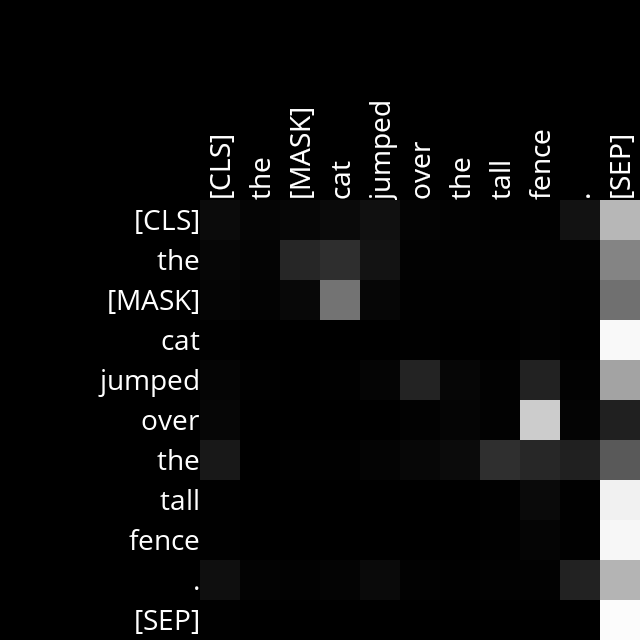 [CLS] the [MASK] cat jumped over the tall fence . [SEP]
[CLS]
the
[MASK]
cat
jumped
over
the
tall
fence
.
[SEP]